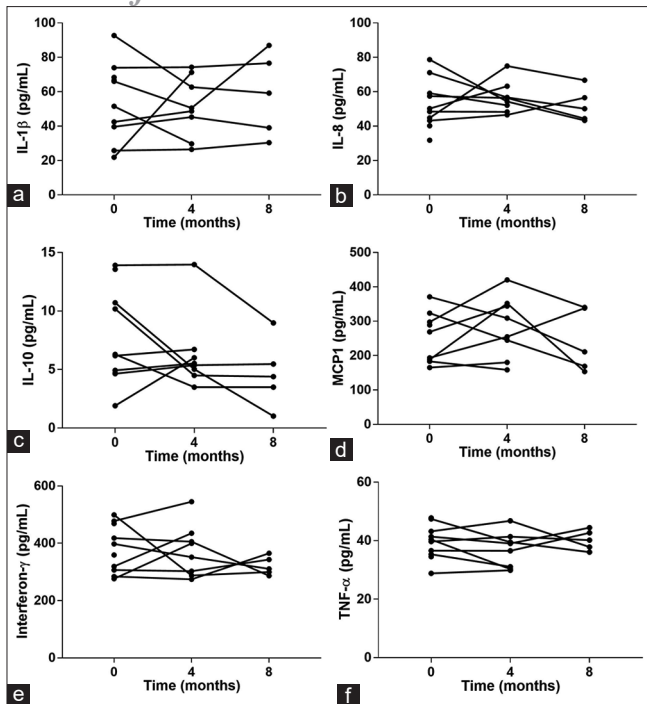 100
80
60
40
20
0
IL-1β (pg/mL)
0 4 8
Time (months)
a
100
80
60
40
20
0
IL-8 (pg/mL)
0 4 8
Time (months)
b
15
10
5
0
IL-10 (pg/mL)
0 4 8
Time (months)
c
500
400
300
200
100
0
MCP1 (pg/mL)
0 4 8
Time (months)
d
600
400
200
0
Interferon-γ (pg/mL)
0 4 8
Time (months)
e
60
40
20
0
TNF-α (pg/mL)
0 4 8
Time (months)
f